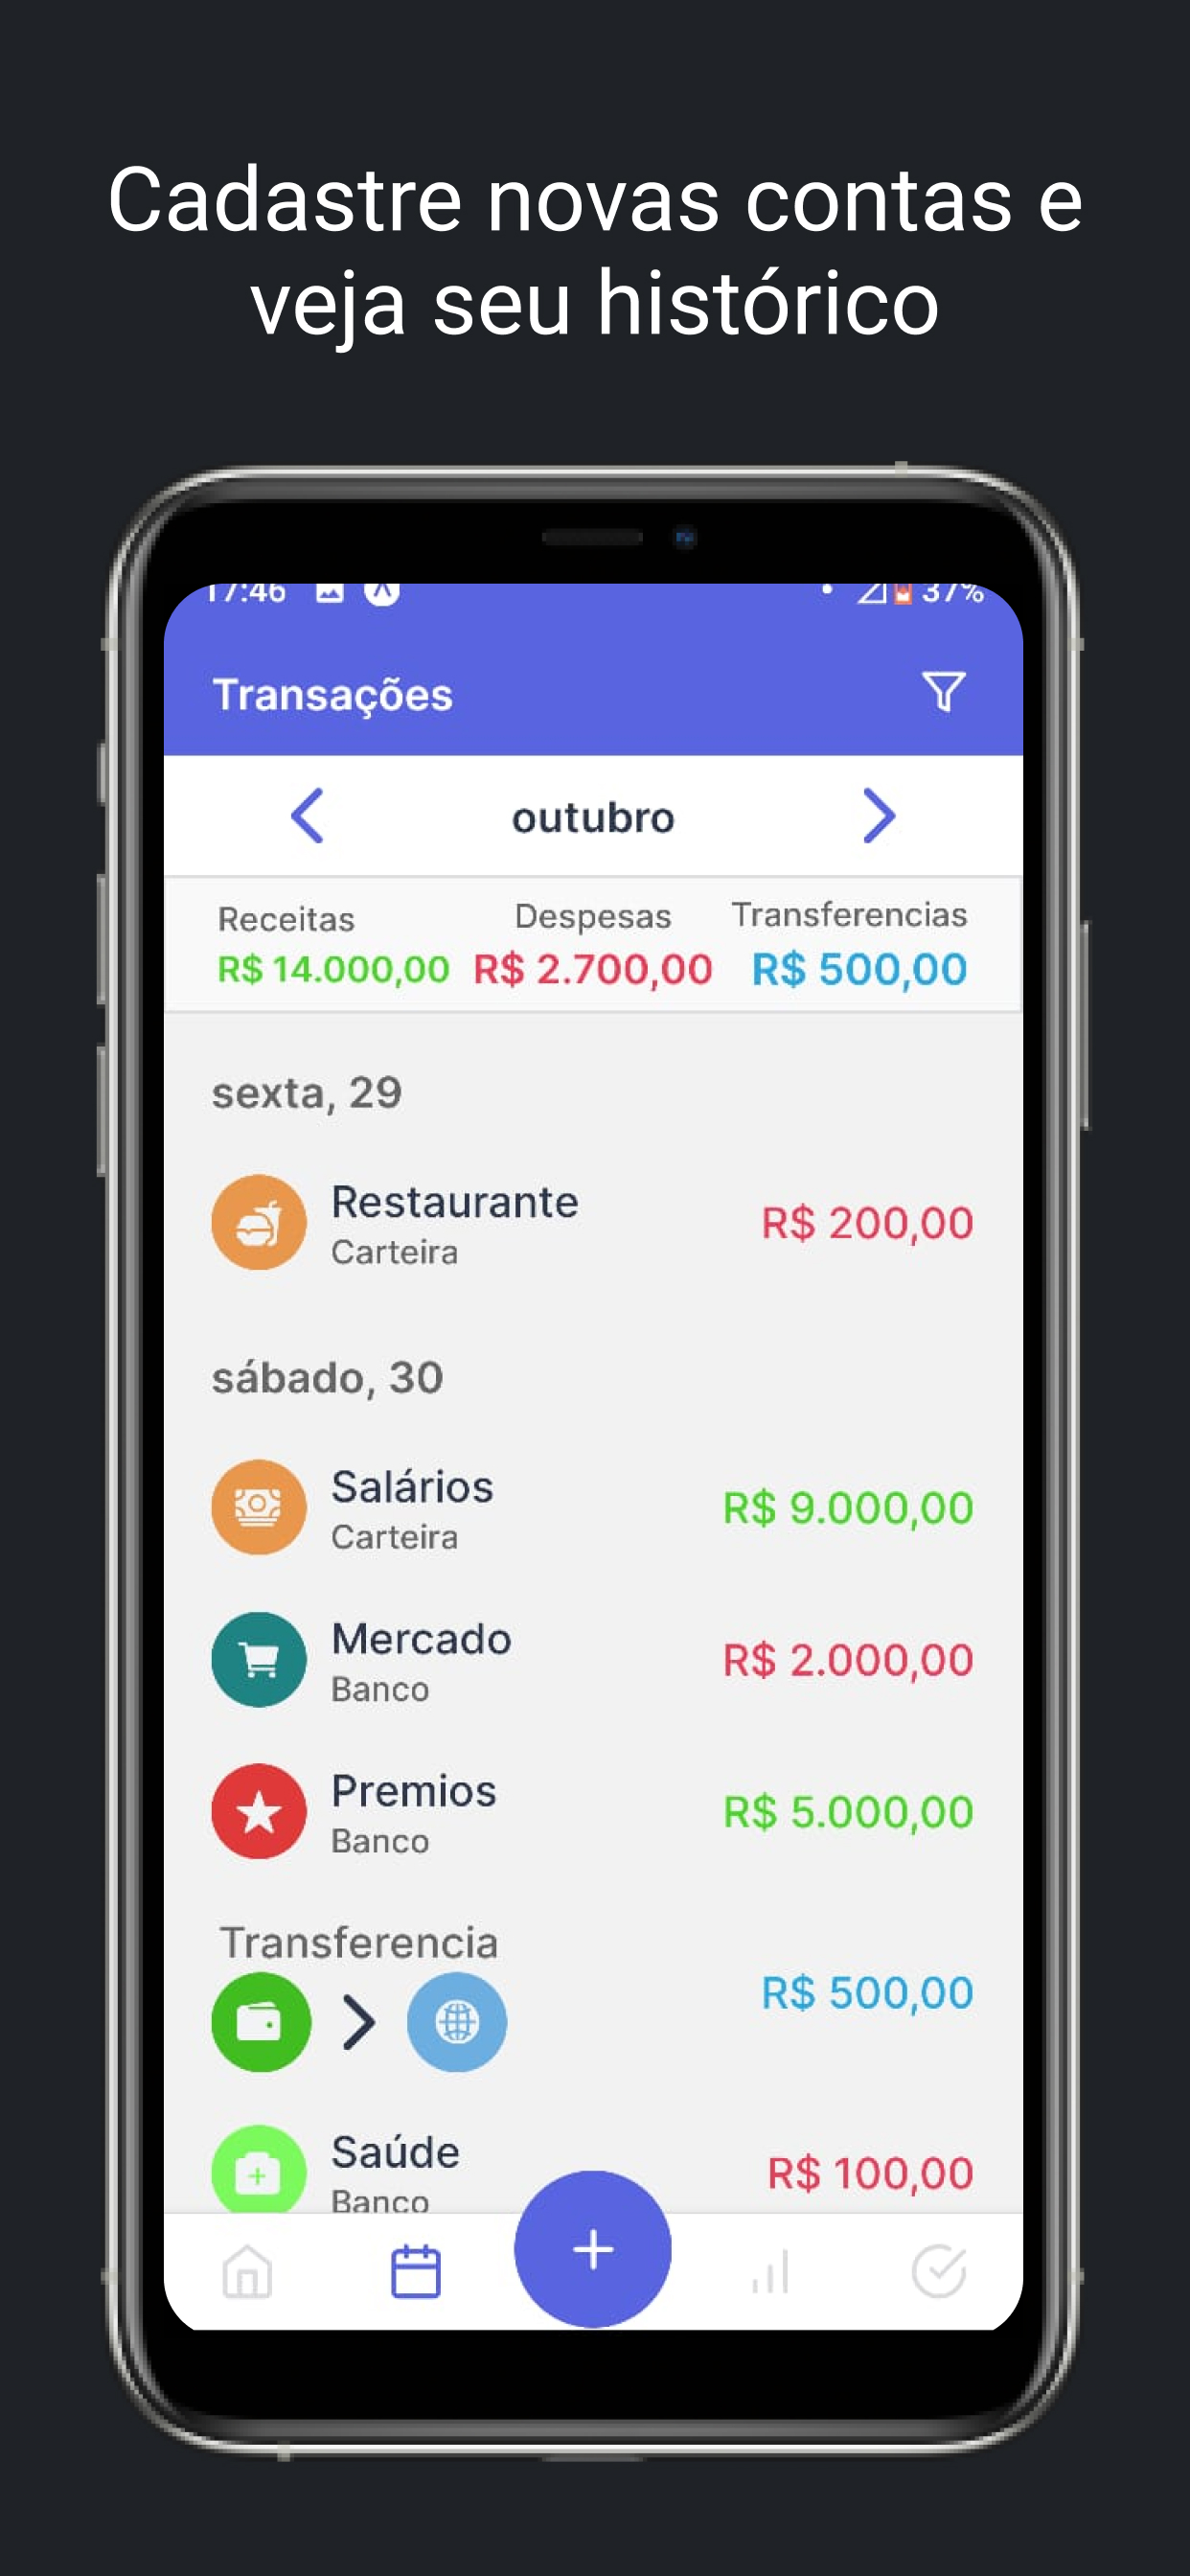 Cadastre novas contas e
veja seu histórico
17:46 37%
Transações
outubro
Receitas Despesas Transferencias
R$ 14.000,00 R$ 2.700,00 R$ 500,00
sexta, 29
Restaurante
Carteira
R$ 200,00
sábado, 30
Salários
Carteira
R$ 9.000,00
Mercado
Banco
R$ 2.000,00
Premios
Banco
R$ 5.000,00
Transferencia
R$ 500,00
Saúde
Banco
R$ 100,00